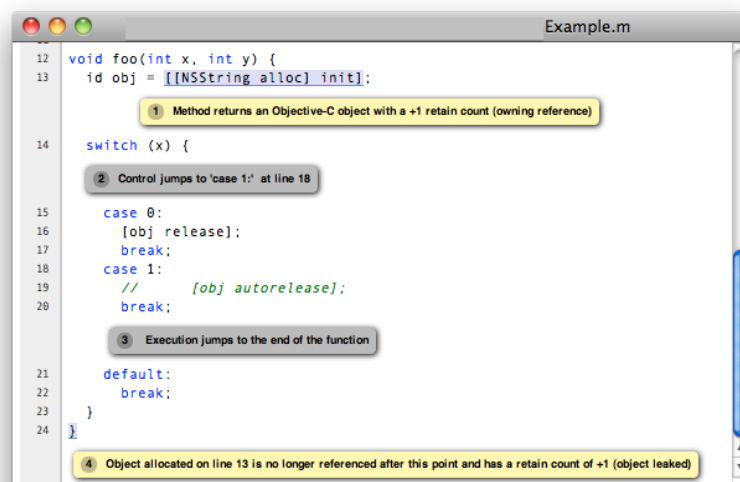 Example.m
12 void foo(int x, int y) {
13 id obj = [[NSString alloc] init];
1 Method returns an Objective-C object with a +1 retain count (owning reference)
14 switch (x) {
2 Control jumps to 'case 1:' at line 18
15 case 0:
16 [obj release];
17 break;
18 case 1:
19 // [obj autorelease];
20 break;
3 Execution jumps to the end of the function
21 default:
22 break;
23 }
24 }
4 Object allocated on line 13 is no longer referenced after this point and has a retain count of +1 (object leaked)